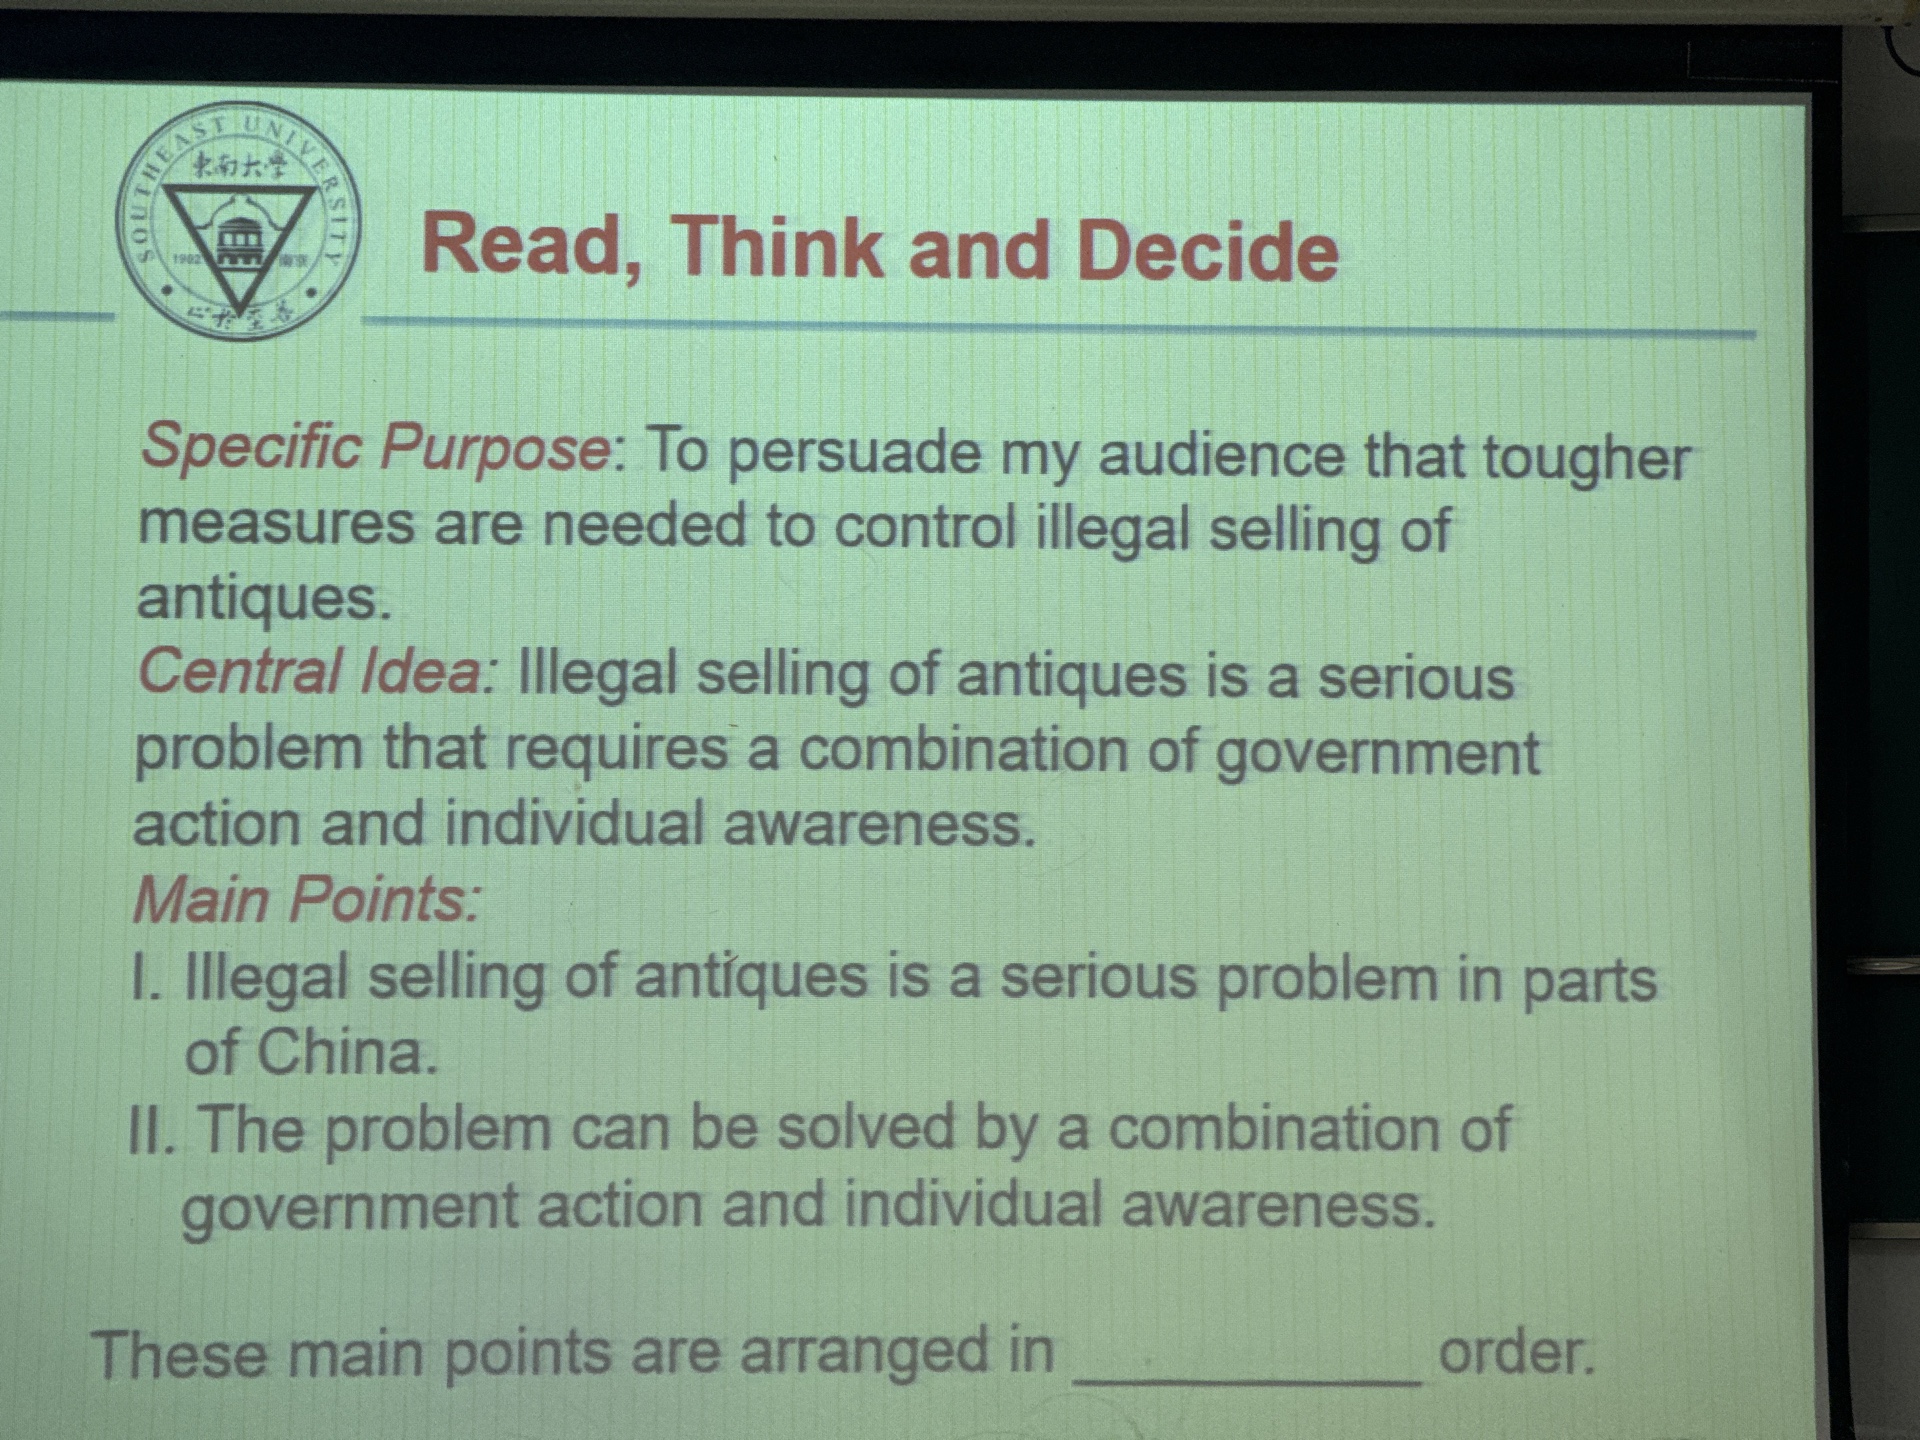 SOUTHEAST UNIVERSITY
東南大學
1902 南京
止於至善
Read, Think and Decide
Specific Purpose: To persuade my audience that tougher
measures are needed to control illegal selling of
antiques.
Central Idea: Illegal selling of antiques is a serious
problem that requires a combination of government
action and individual awareness.
Main Points:
I. Illegal selling of antiques is a serious problem in parts
of China.
II. The problem can be solved by a combination of
government action and individual awareness.
These main points are arranged in __________ order.